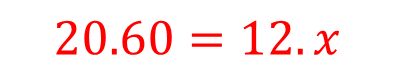 20.60 = 12. x